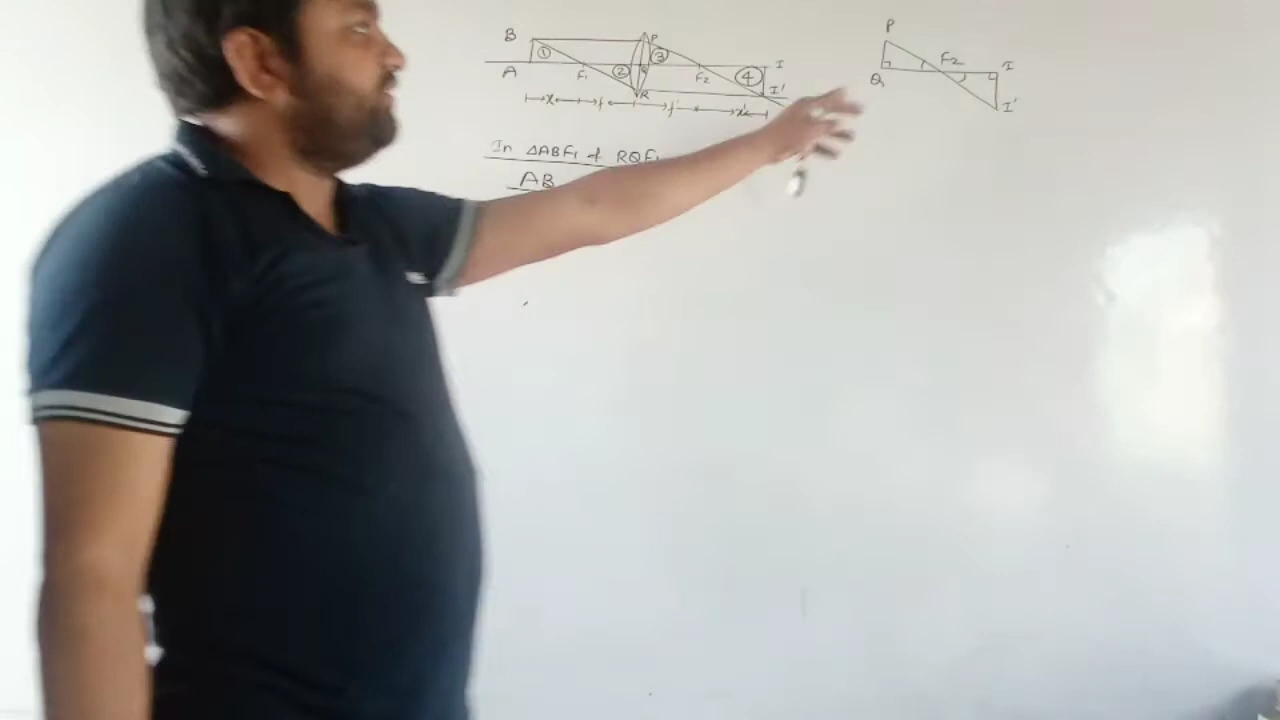 B P
① ③ ④ I
A F₁ ② Q F₂ I'
R
x f f' x'
P
F₂ I
Q I'
In ΔABF₁ & RQF₁
AB